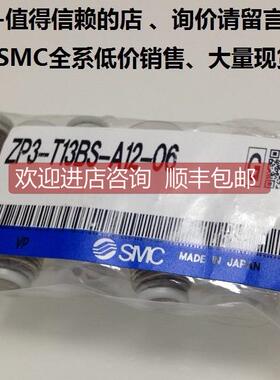 -值得信赖的店 、询价请留言
SMC全系低价销售、大量现货
ZP3-T13BS-A12-06
欢迎进店咨询 顺丰包邮
VP
SMC
MADE IN JAPAN